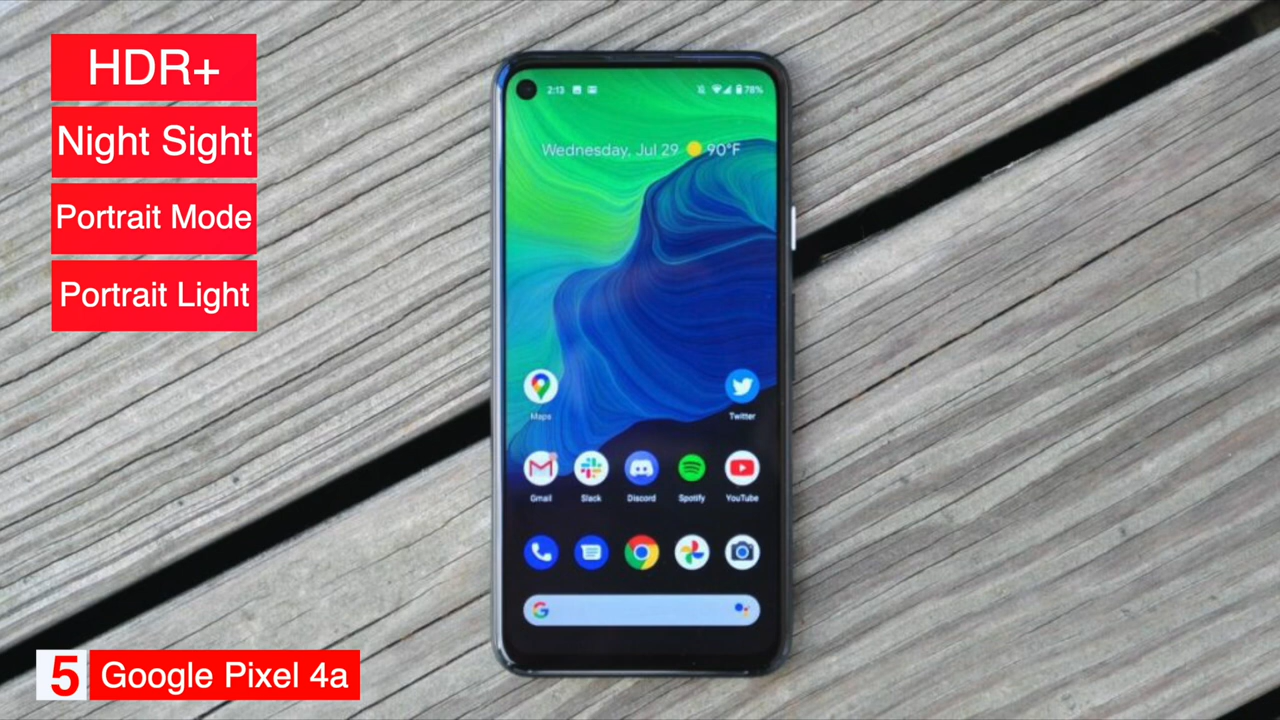 HDR+
Night Sight
Portrait Mode
Portrait Light
2:13
78%
Wednesday, Jul 29 90°F
Maps
Twitter
Gmail
Slack
Discord
Spotify
YouTube
5 Google Pixel 4a